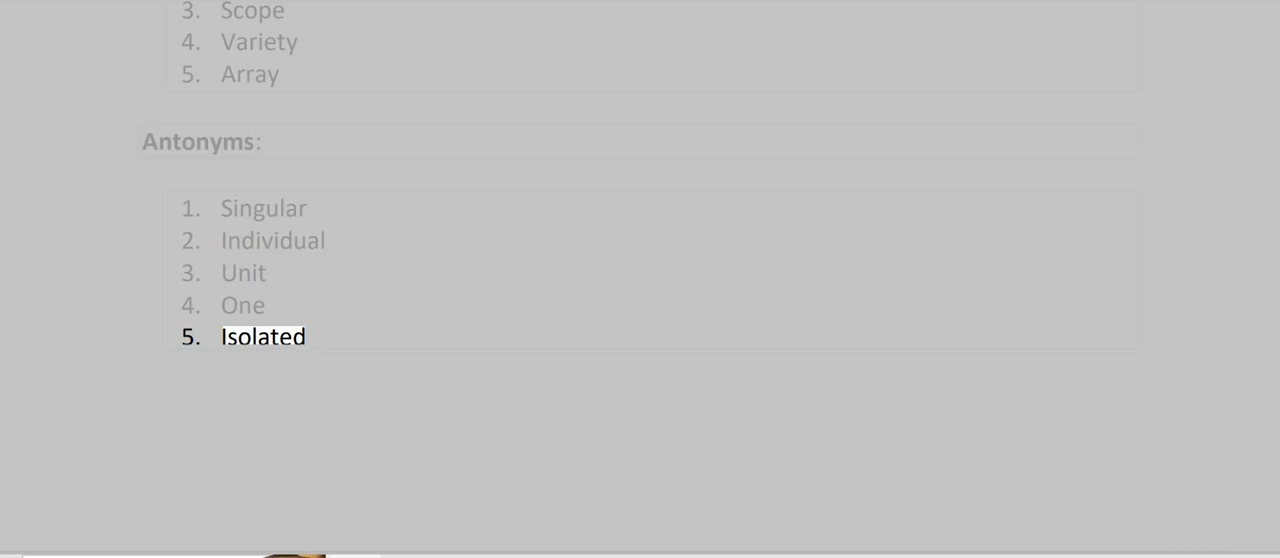 3. Scope
4. Variety
5. Array
Antonyms:
1. Singular
2. Individual
3. Unit
4. One
5. Isolated